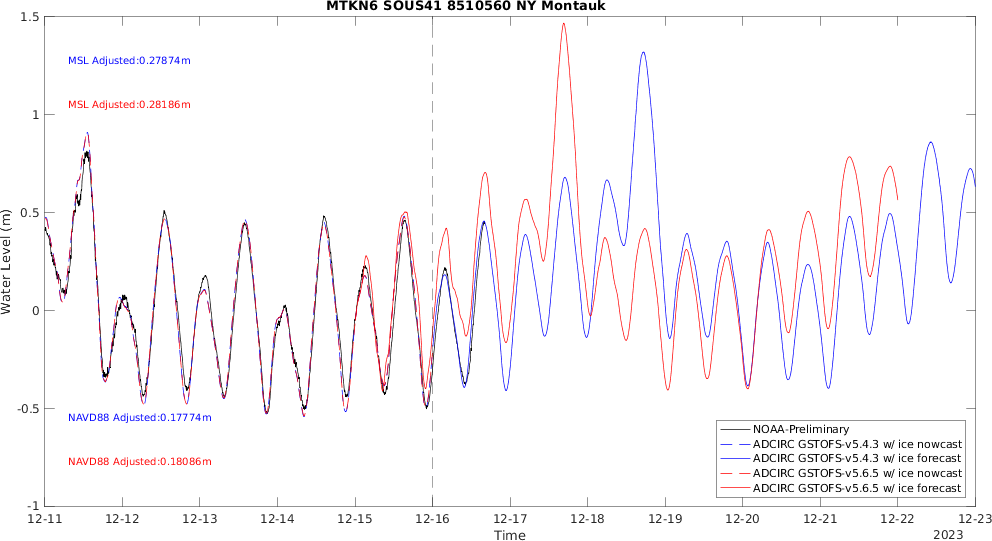 MTKN6 SOUS41 8510560 NY Montauk
1.5
MSL Adjusted:0.27874m
MSL Adjusted:0.28186m
1
0.5
Water Level (m)
0
-0.5
NAVD88 Adjusted:0.17774m
NAVD88 Adjusted:0.18086m
NOAA-Preliminary
ADCIRC GSTOFS-v5.4.3 w/ ice nowcast
ADCIRC GSTOFS-v5.4.3 w/ ice forecast
ADCIRC GSTOFS-v5.6.5 w/ ice nowcast
ADCIRC GSTOFS-v5.6.5 w/ ice forecast
-1
12-11 12-12 12-13 12-14 12-15 12-16 12-17 12-18 12-19 12-20 12-21 12-22 12-23
Time
2023